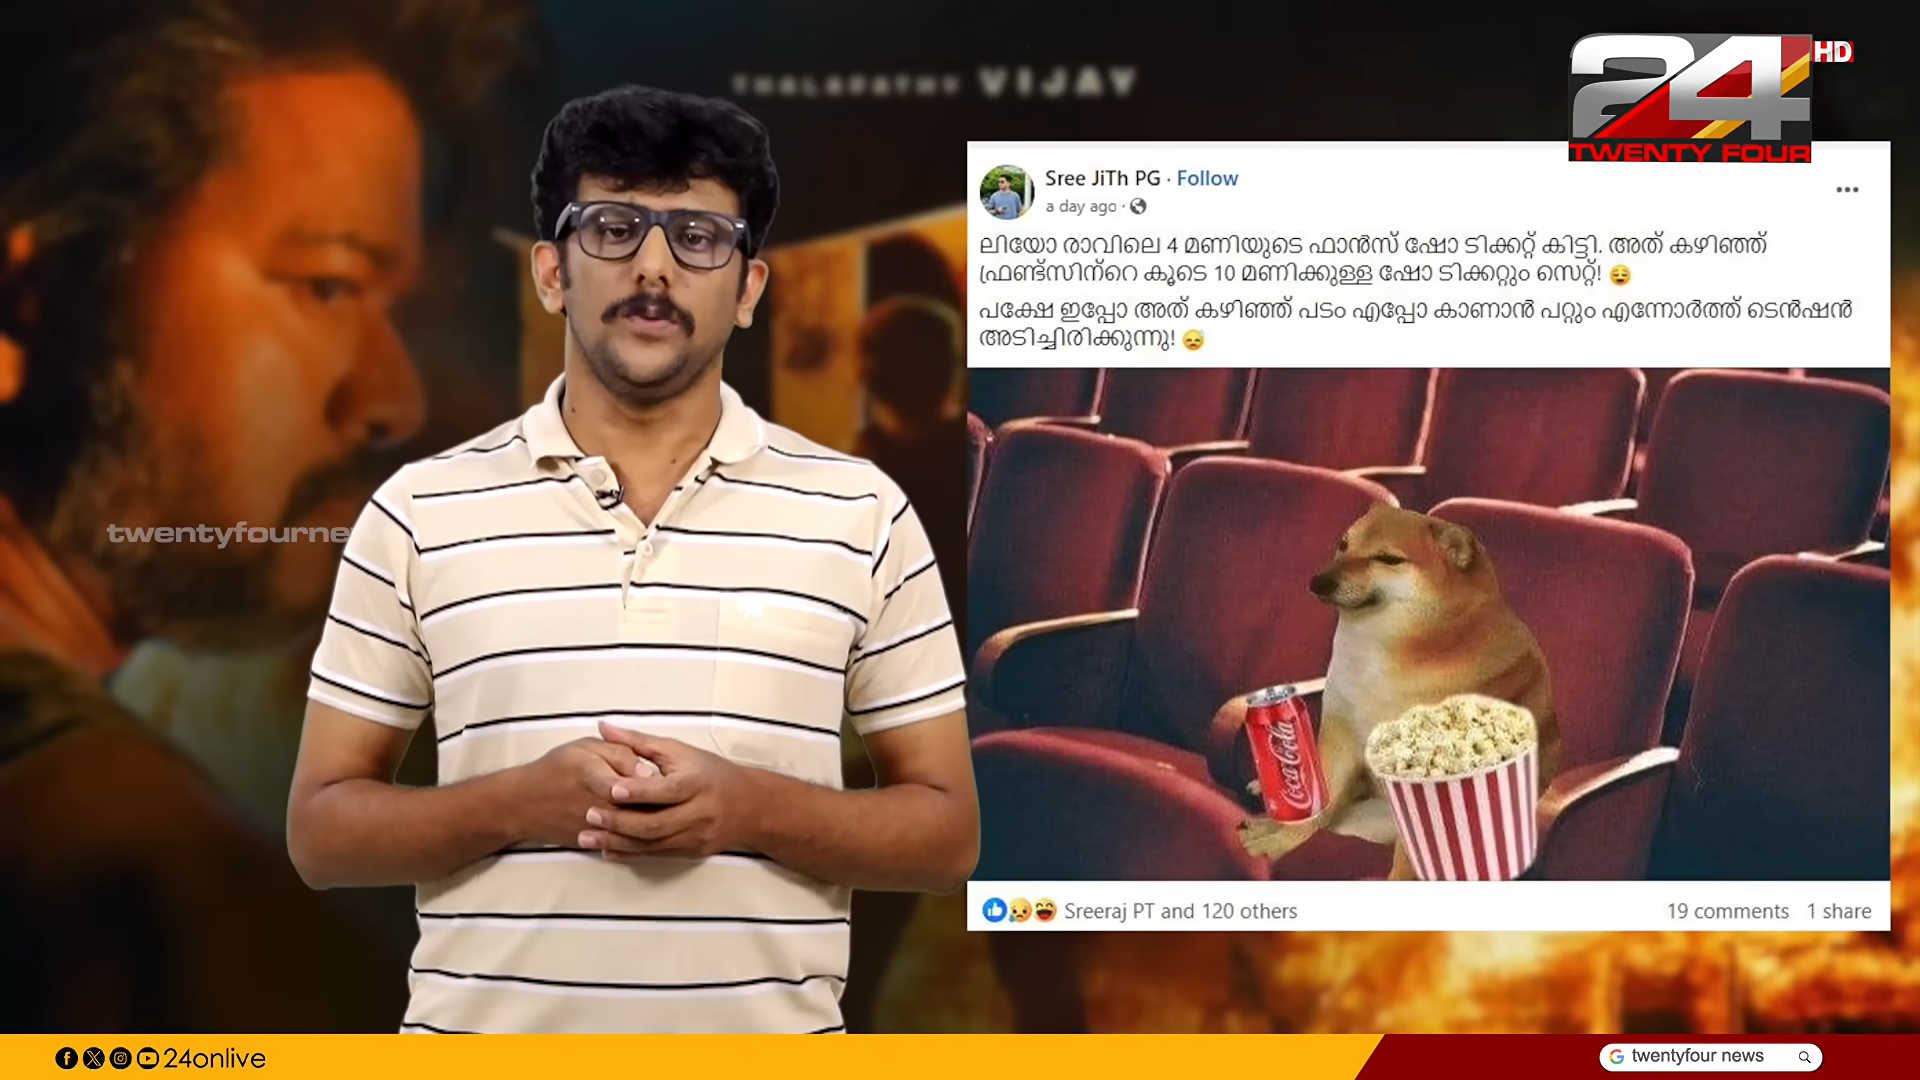 THALAPATHY VIJAY
24 HD
TWENTY FOUR
Sree JiTh PG · Follow
a day ago ·
ലിയോ രാവിലെ 4 മണിയുടെ ഫാൻസ് ഷോ ടിക്കറ്റ് കിട്ടി. അത് കഴിഞ്ഞ്
ഫ്രണ്ട്സിന്റെ കൂടെ 10 മണിക്കുള്ള ഷോ ടിക്കറ്റും സെറ്റ്! 😌
പക്ഷേ ഇപ്പോ അത് കഴിഞ്ഞ് പടം എപ്പോ കാണാൻ പറ്റും എന്നോർത്ത് ടെൻഷൻ
അടിച്ചിരിക്കുന്നു! 😅
twentyfourne
Coca-Cola
Sreeraj PT and 120 others
19 comments 1 share
24onlive
twentyfour news